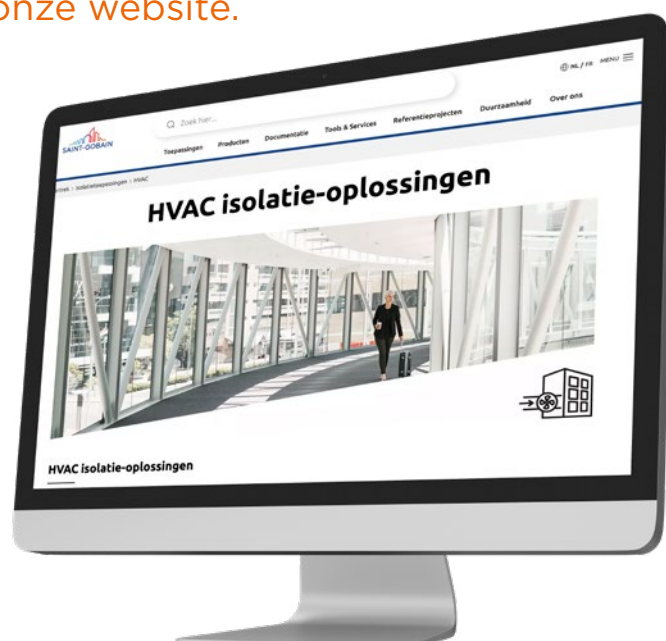 onze website.
NL / FR MENU
Zoek hier...
SAINT-GOBAIN
Toepassingen Producten Documentatie Tools & Services Referentieprojecten Duurzaamheid Over ons
› Isolatietoepassingen › HVAC
HVAC isolatie-oplossingen
HVAC isolatie-oplossingen